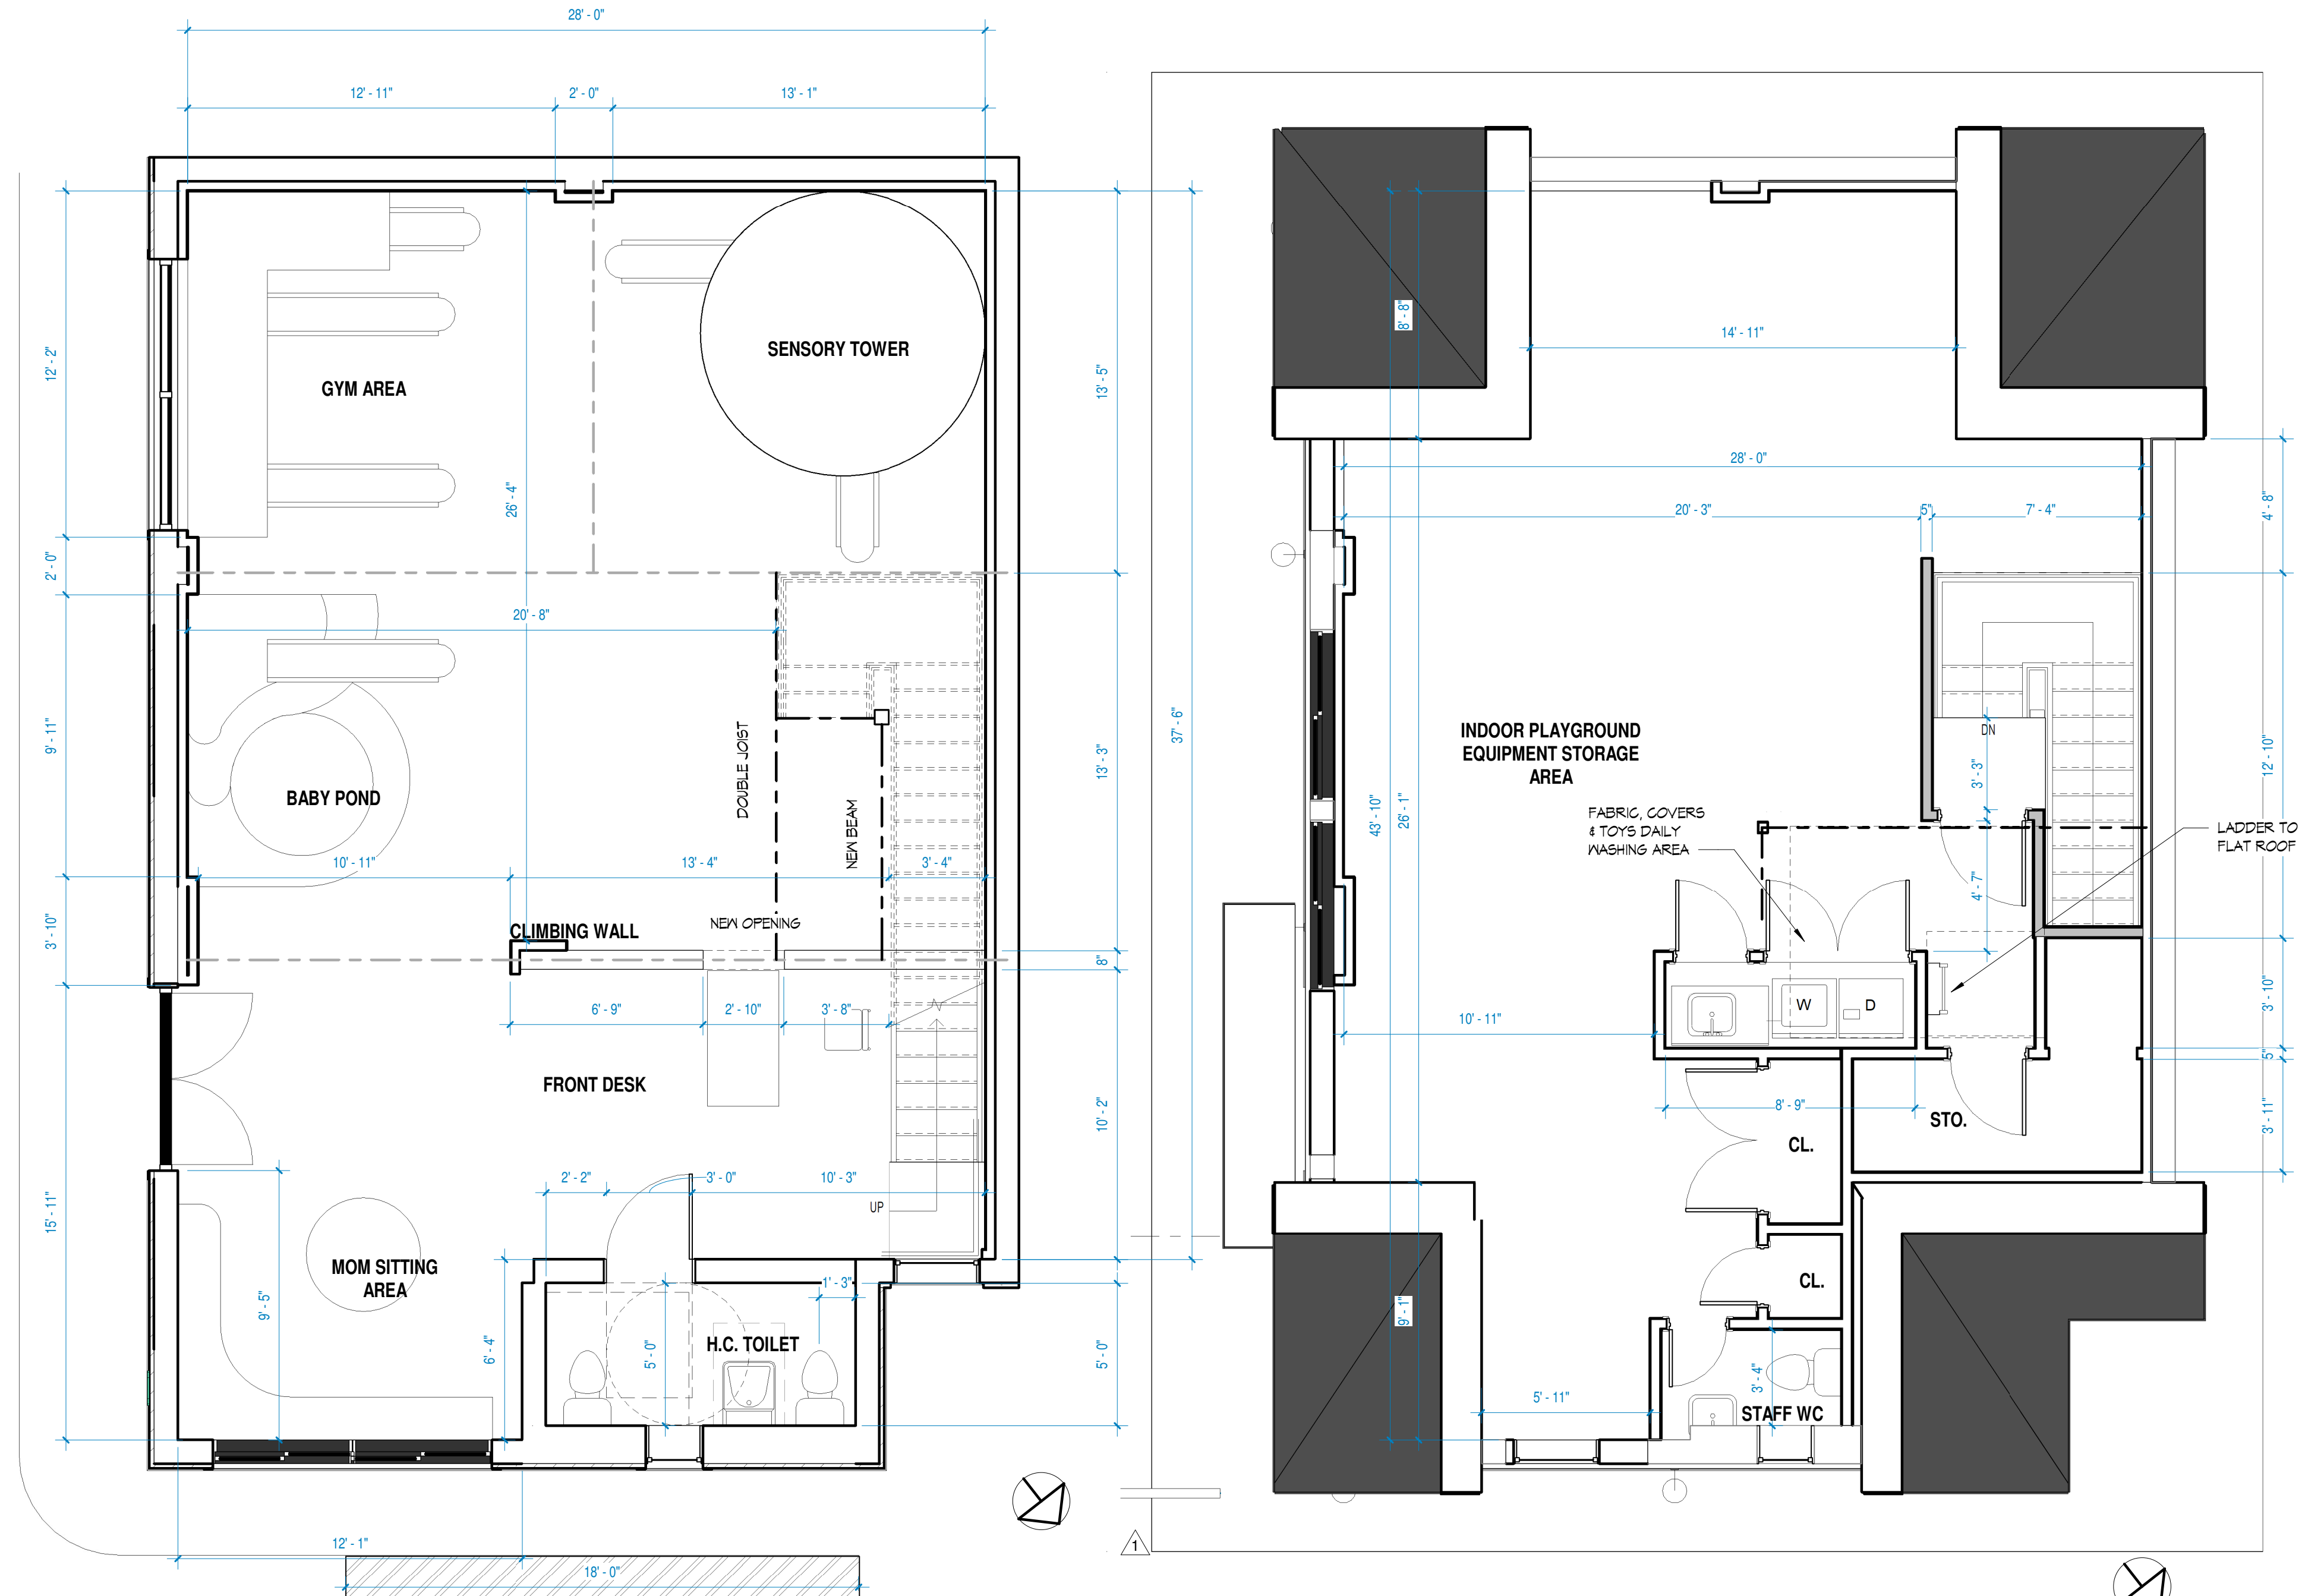 28' - 0"
12' - 11"
2' - 0"
13' - 1"
12' - 2"
2' - 0"
9' - 11"
3' - 10"
15' - 11"
GYM AREA
SENSORY TOWER
26' - 4"
20' - 8"
13' - 5"
37' - 6"
13' - 3"
8"
10' - 2"
5' - 0"
DOUBLE JOIST
NEW BEAM
BABY POND
10' - 11"
13' - 4"
3' - 4"
CLIMBING WALL
NEW OPENING
6' - 9"
2' - 10"
3' - 8"
FRONT DESK
2' - 2"
3' - 0"
10' - 3"
UP
MOM SITTING
AREA
9' - 5"
6' - 4"
5' - 0"
1' - 3"
H.C. TOILET
12' - 1"
18' - 0"
1
8' - 8"
14' - 11"
28' - 0"
20' - 3"
5"
7' - 4"
4' - 8"
12' - 10"
3' - 10"
5"
3' - 11"
INDOOR PLAYGROUND
EQUIPMENT STORAGE
AREA
DN
3' - 3"
43' - 10"
26' - 1"
FABRIC, COVERS
& TOYS DAILY
WASHING AREA
LADDER TO
FLAT ROOF
4' - 7"
W
D
10' - 11"
8' - 9"
STO.
CL.
CL.
9' - 1"
3' - 4"
5' - 11"
STAFF WC